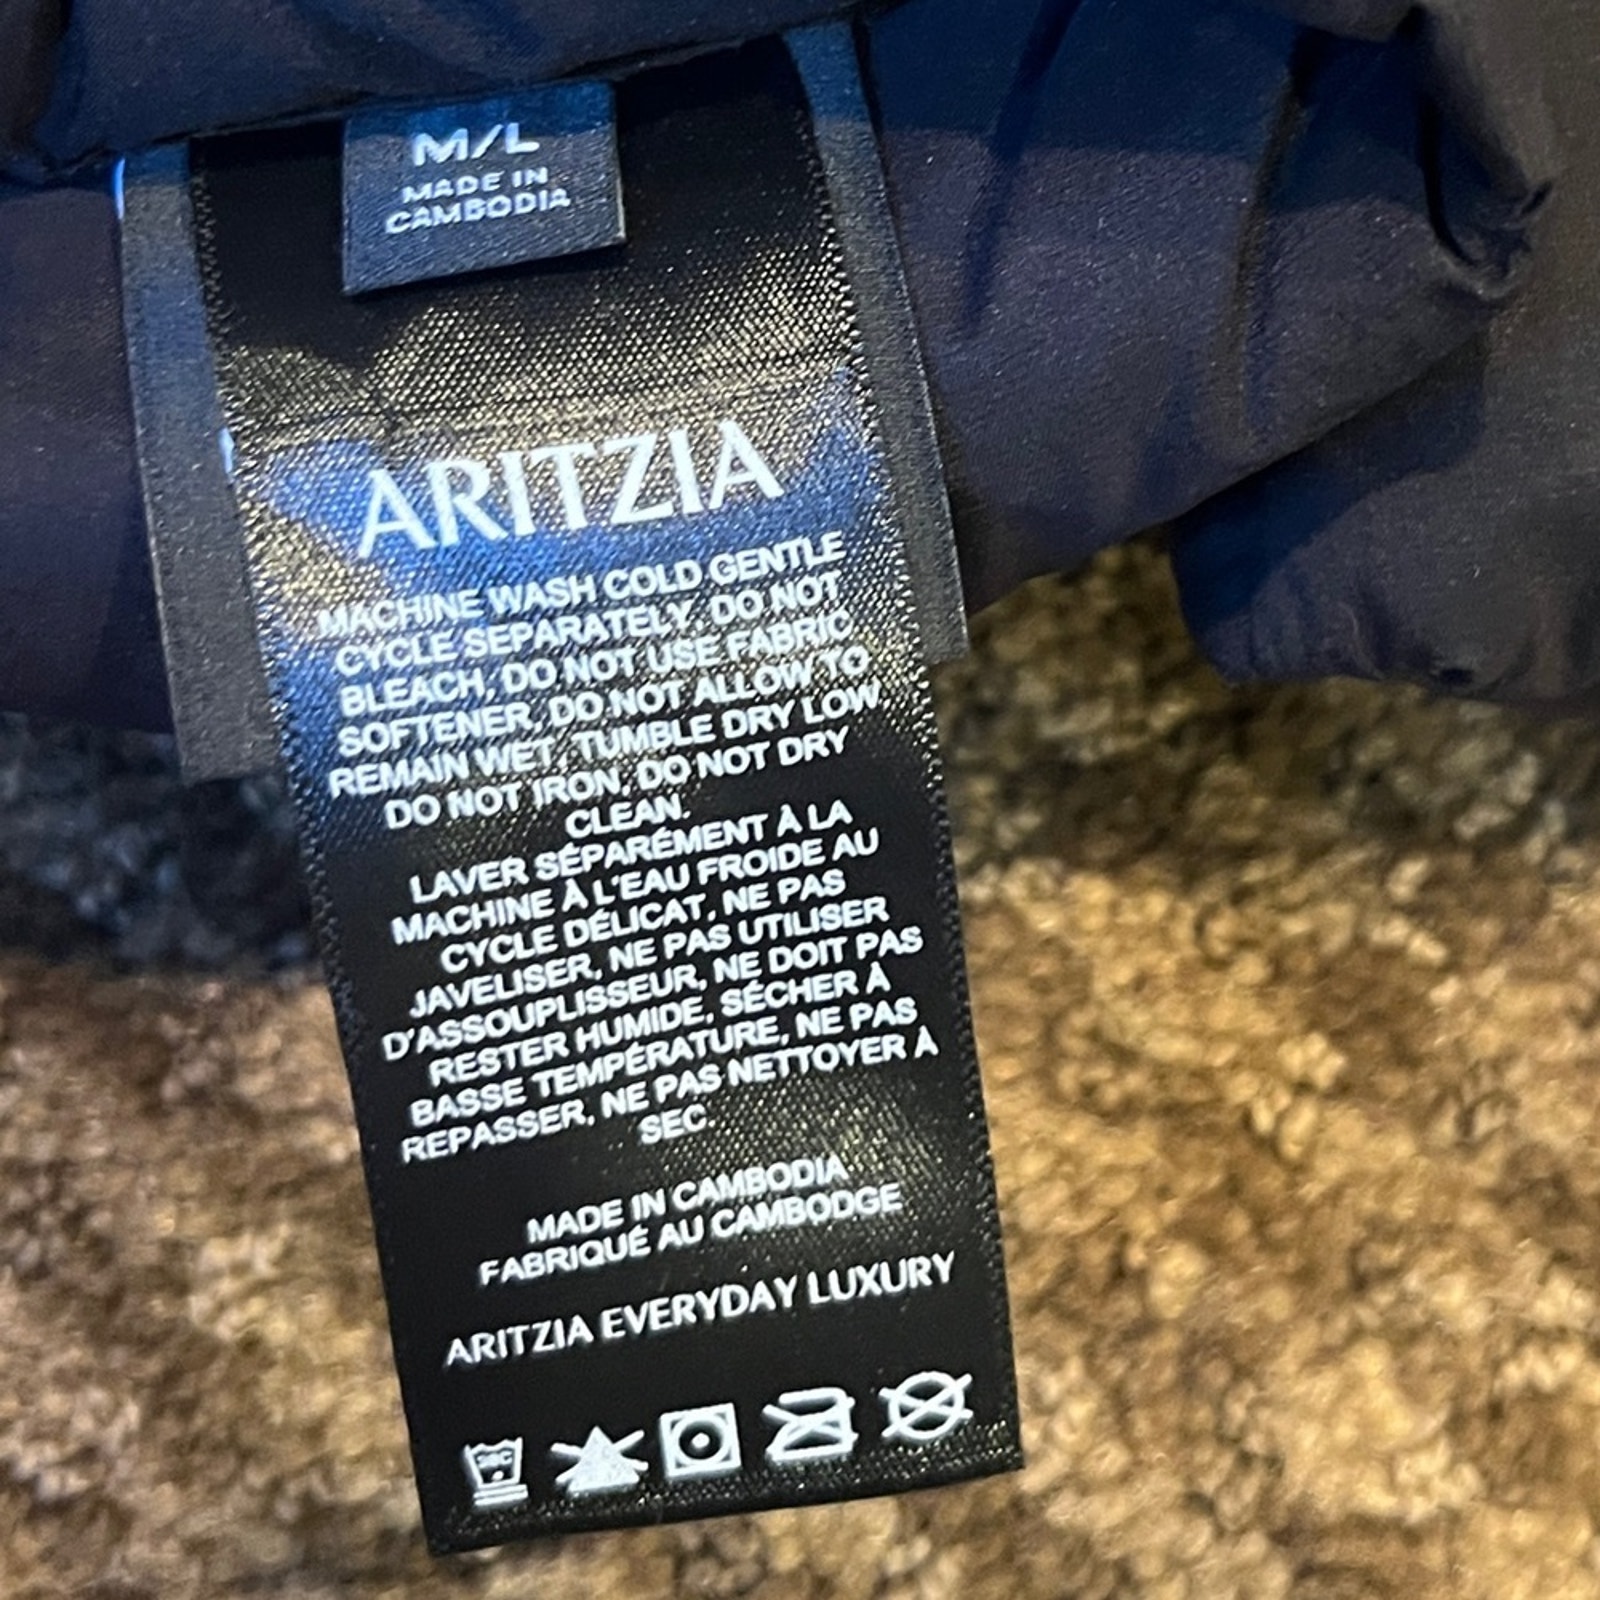 M/L
MADE IN
CAMBODIA
ARITZIA
MACHINE WASH COLD GENTLE
CYCLE SEPARATELY, DO NOT
BLEACH, DO NOT USE FABRIC
SOFTENER, DO NOT ALLOW TO
REMAIN WET, TUMBLE DRY LOW
DO NOT IRON, DO NOT DRY
CLEAN.
LAVER SÉPARÉMENT À LA
MACHINE À L'EAU FROIDE AU
CYCLE DÉLICAT, NE PAS
JAVELISER, NE PAS UTILISER
D'ASSOUPLISSEUR, NE DOIT PAS
RESTER HUMIDE, SÉCHER À
BASSE TEMPÉRATURE, NE PAS
REPASSER, NE PAS NETTOYER À
SEC.
MADE IN CAMBODIA
FABRIQUÉ AU CAMBODGE
ARITZIA EVERYDAY LUXURY